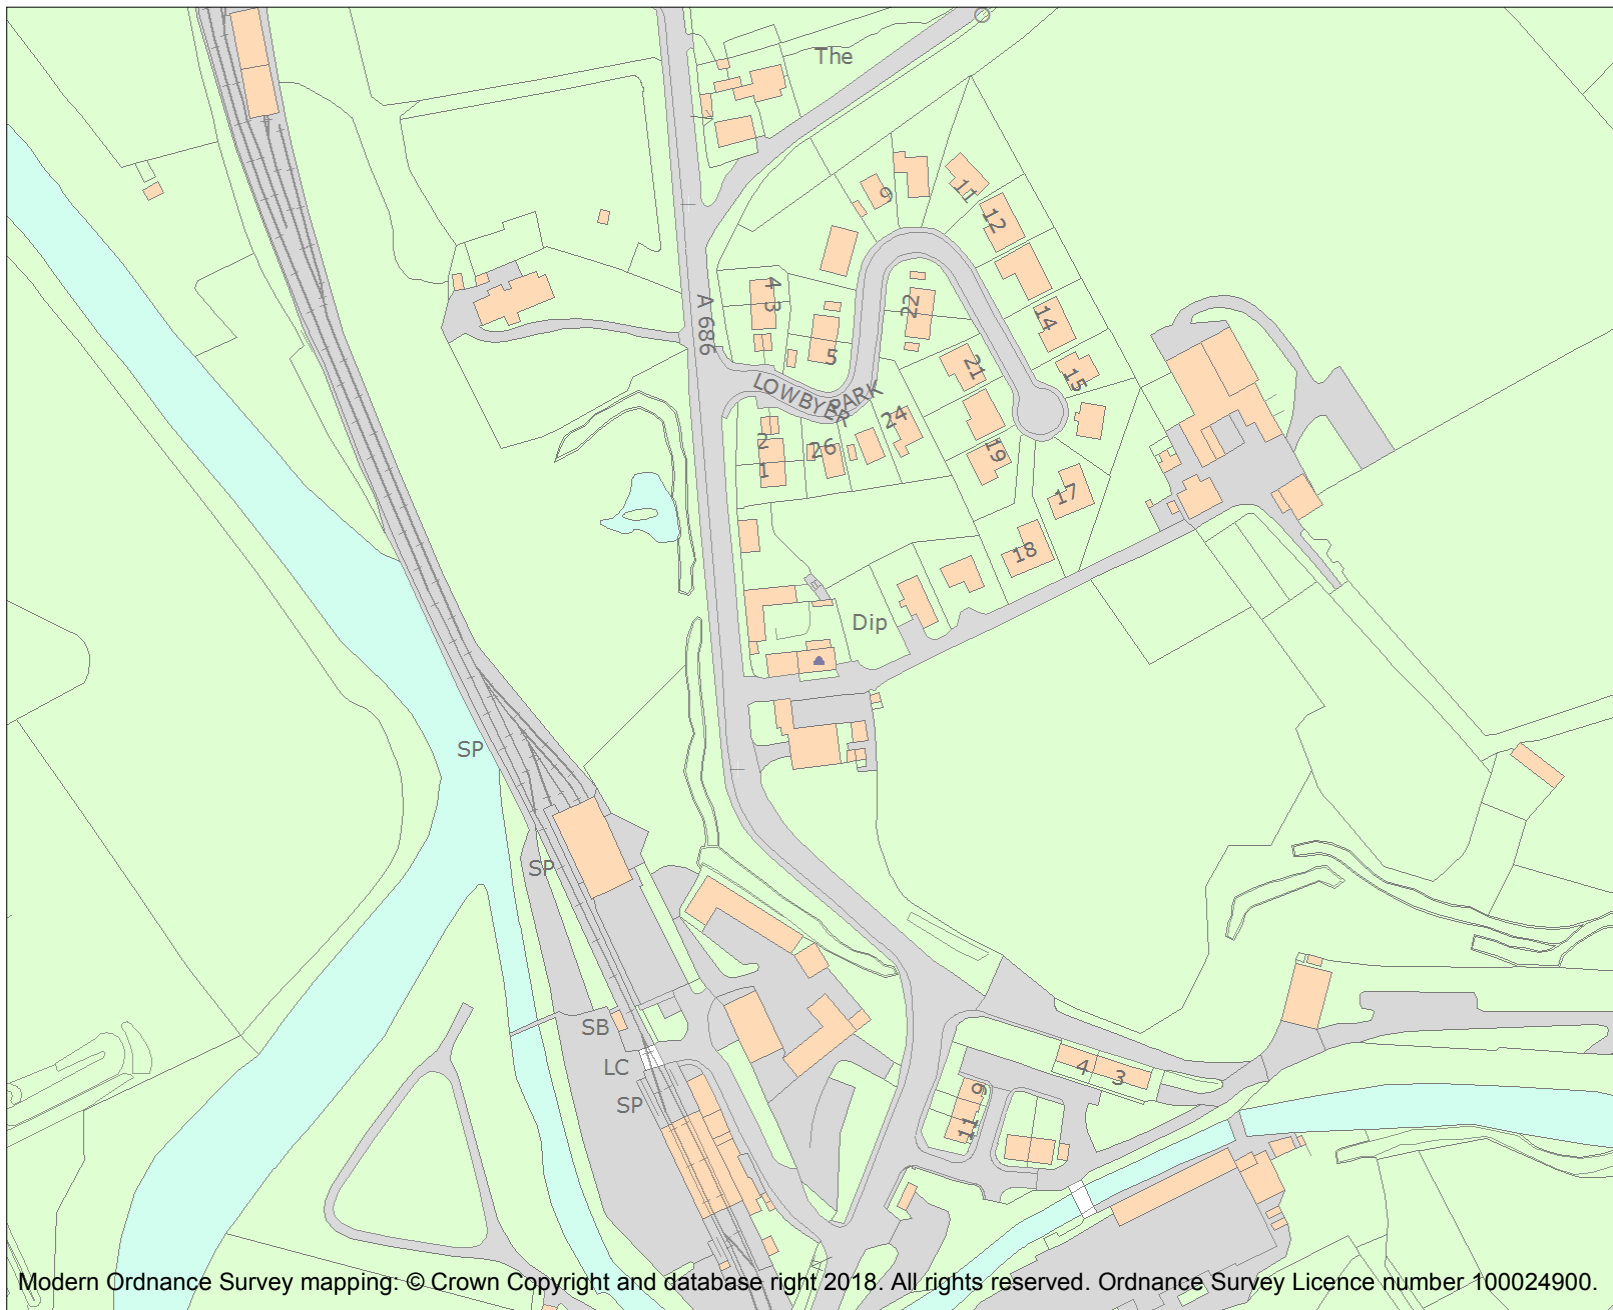 The
9
11
12
4
3
22
14
A 686
5
21
15
LOWBYER PARK
24
2
26
19
1
17
18
Dip
SP
SP
SB
LC
SP
4
3
9
11
Modern Ordnance Survey mapping: © Crown Copyright and database right 2018. All rights reserved. Ordnance Survey Licence number 100024900.